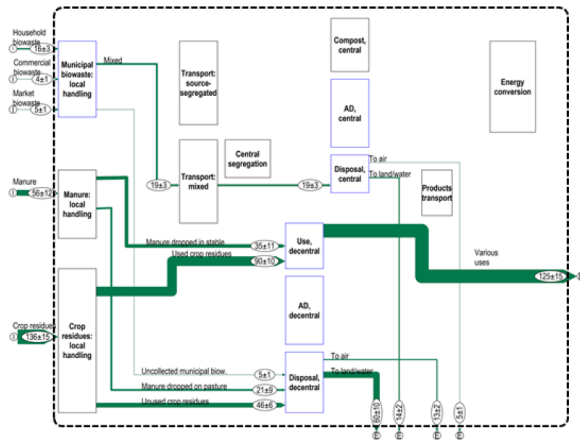 Household
biowaste
16±3
Commercial
biowaste
4±1
Market
biowaste
5±1
Municipal
biowaste:
local
handling
Mixed
Transport:
source-
segregated
Compost,
central
Energy
conversion
AD,
central
Central
segregation
Transport:
mixed
19±3
19±3
Disposal,
central
To air
To land/water
Products
transport
Manure
56±12
Manure:
local
handling
Manure dropped in stable
35±11
Used crop residues
90±10
Use,
decentral
Various
uses
125±15
AD,
decentral
Crop residues
136±15
Crop
residues:
local
handling
Uncollected municipal biow.
5±1
Manure dropped on pasture
21±9
Unused crop residues
46±6
Disposal,
decentral
To air
To land/water
60±10
14±2
13±2
5±1